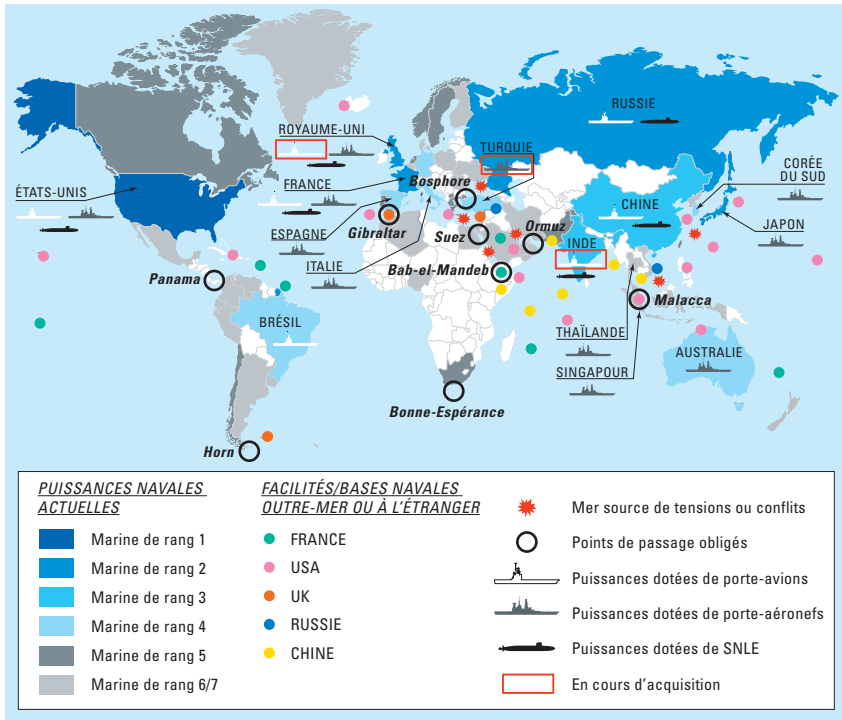 RUSSIE
ROYAUME-UNI
TURQUIE
CORÉE
DU SUD
ÉTATS-UNIS
FRANCE
Bosphore
CHINE
JAPON
ESPAGNE
Gibraltar
Suez
Ormuz
INDE
ITALIE
Bab-el-Mandeb
Panama
Malacca
BRÉSIL
THAÏLANDE
SINGAPOUR
AUSTRALIE
Bonne-Espérance
Horn
PUISSANCES NAVALES
ACTUELLES
Marine de rang 1
Marine de rang 2
Marine de rang 3
Marine de rang 4
Marine de rang 5
Marine de rang 6/7
FACILITÉS/BASES NAVALES
OUTRE-MER OU À L'ÉTRANGER
FRANCE
USA
UK
RUSSIE
CHINE
Mer source de tensions ou conflits
Points de passage obligés
Puissances dotées de porte-avions
Puissances dotées de porte-aéronefs
Puissances dotées de SNLE
En cours d'acquisition